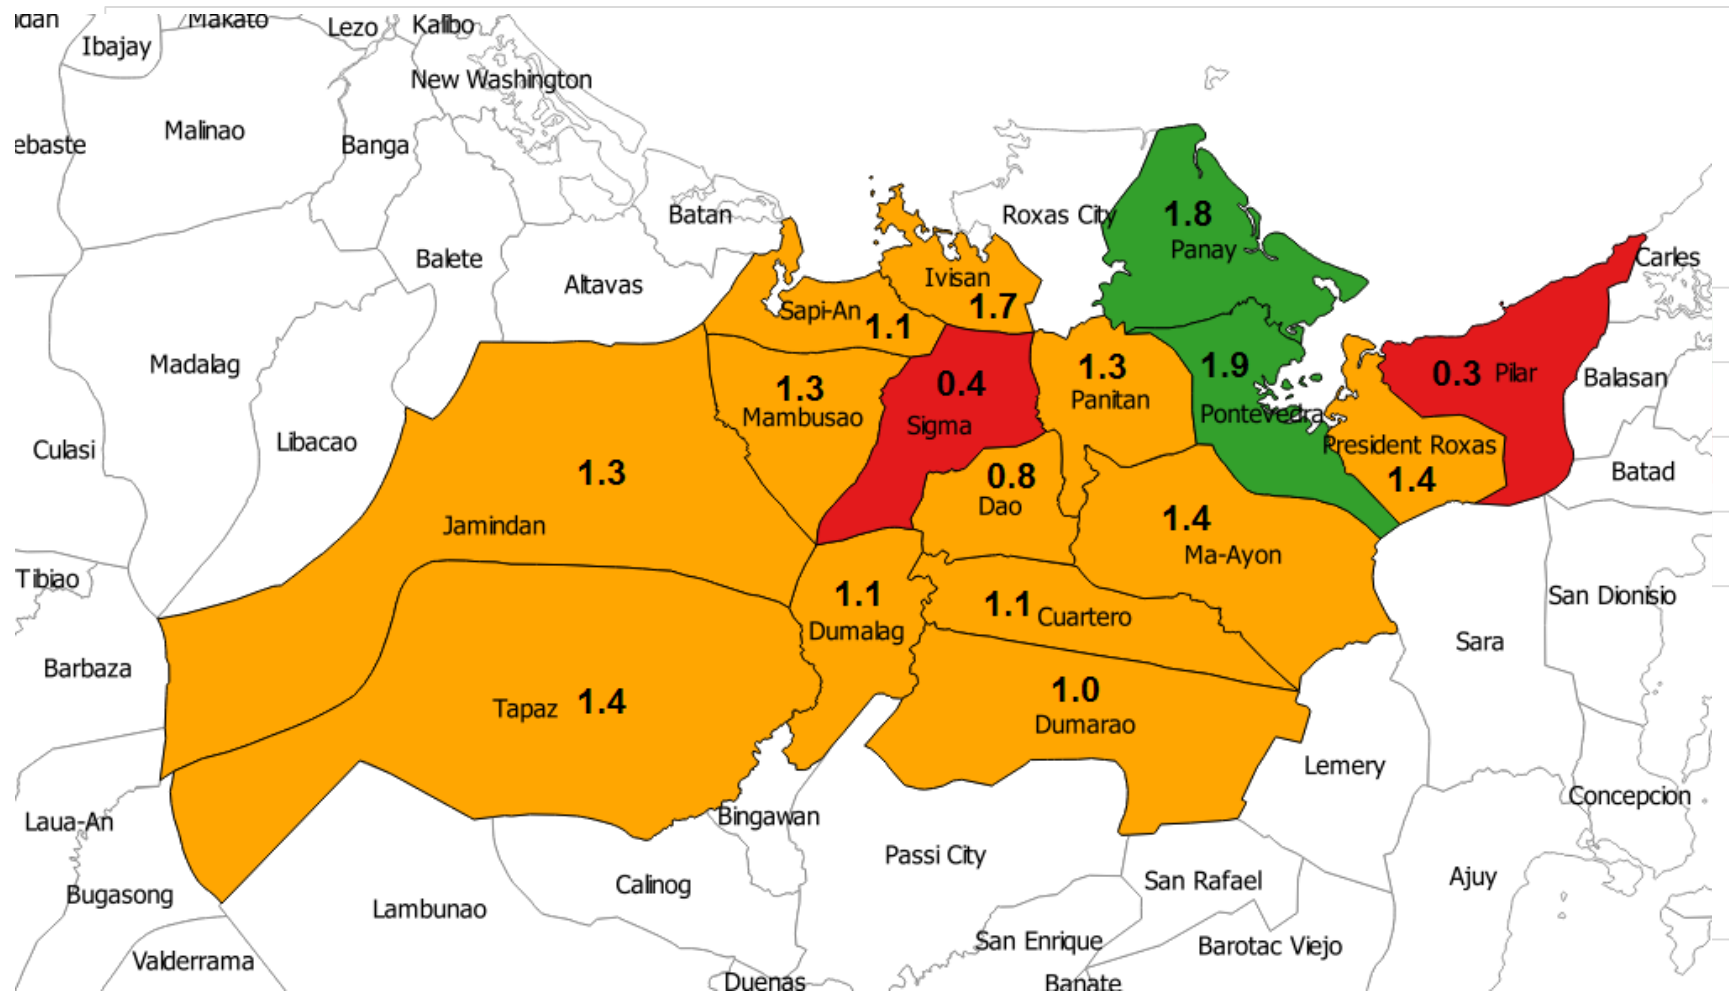 Makato
Lezo
Kalibo
Ibajay
New Washington
Malinao
Banga
ebaste
Batan
Roxas City
1.8
Panay
Balete
Altavas
Ivisan
1.7
Carles
Sapi-An
1.1
Madalag
1.3
Mambusao
0.4
Sigma
1.3
Panitan
1.9
Pontevedra
0.3 Pilar
Balasan
Culasi
Libacao
President Roxas
1.4
Batad
1.3
Jamindan
0.8
Dao
1.4
Ma-Ayon
Tibiao
1.1
Dumalag
1.1 Cuartero
San Dionisio
Sara
Barbaza
Tapaz 1.4
1.0
Dumarao
Lemery
Concepcion
Laua-An
Bingawan
Passi City
Bugasong
Lambunao
Calinog
San Rafael
Ajuy
Valderrama
San Enrique
Barotac Viejo
Duenas
Banate